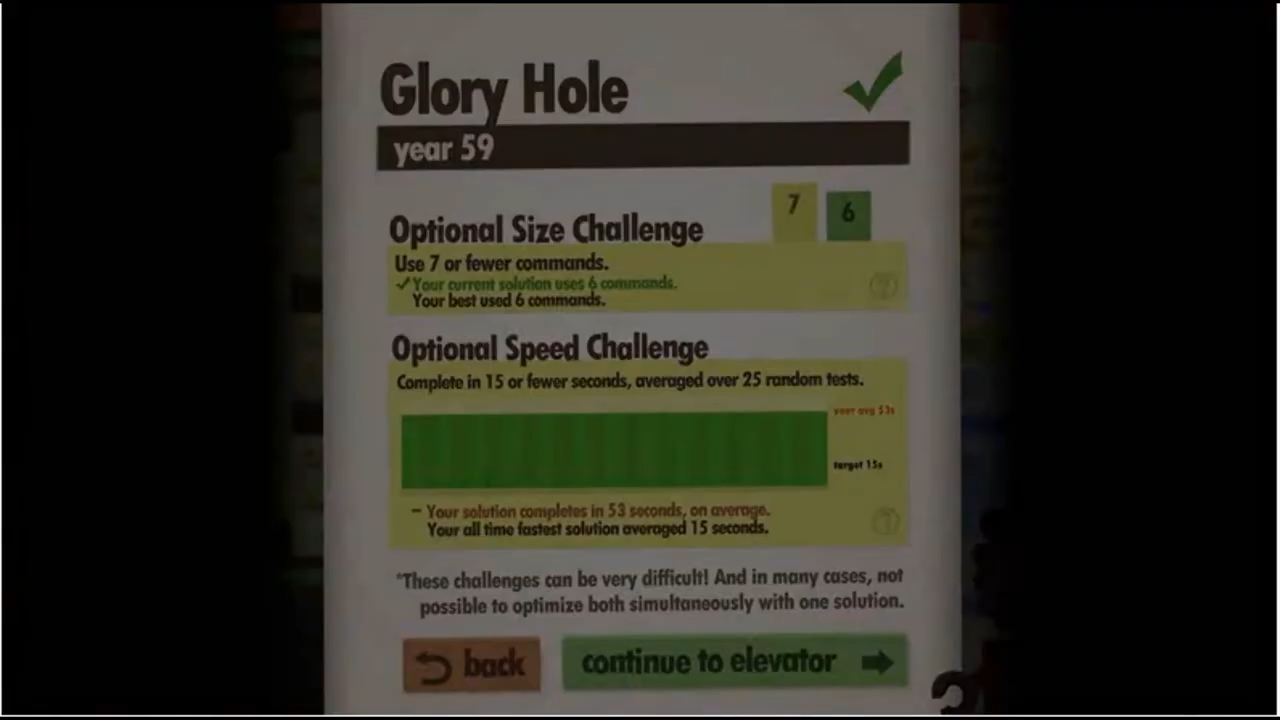 Glory Hole
year 59
7 6
Optional Size Challenge
Use 7 or fewer commands.
Your current solution uses 6 commands.
Your best used 6 commands.
Optional Speed Challenge
Complete in 15 or fewer seconds, averaged over 25 random tests.
your avg 53s
target 15s
– Your solution completes in 53 seconds, on average.
Your all time fastest solution averaged 15 seconds.
*These challenges can be very difficult! And in many cases, not
possible to optimize both simultaneously with one solution.
back
continue to elevator